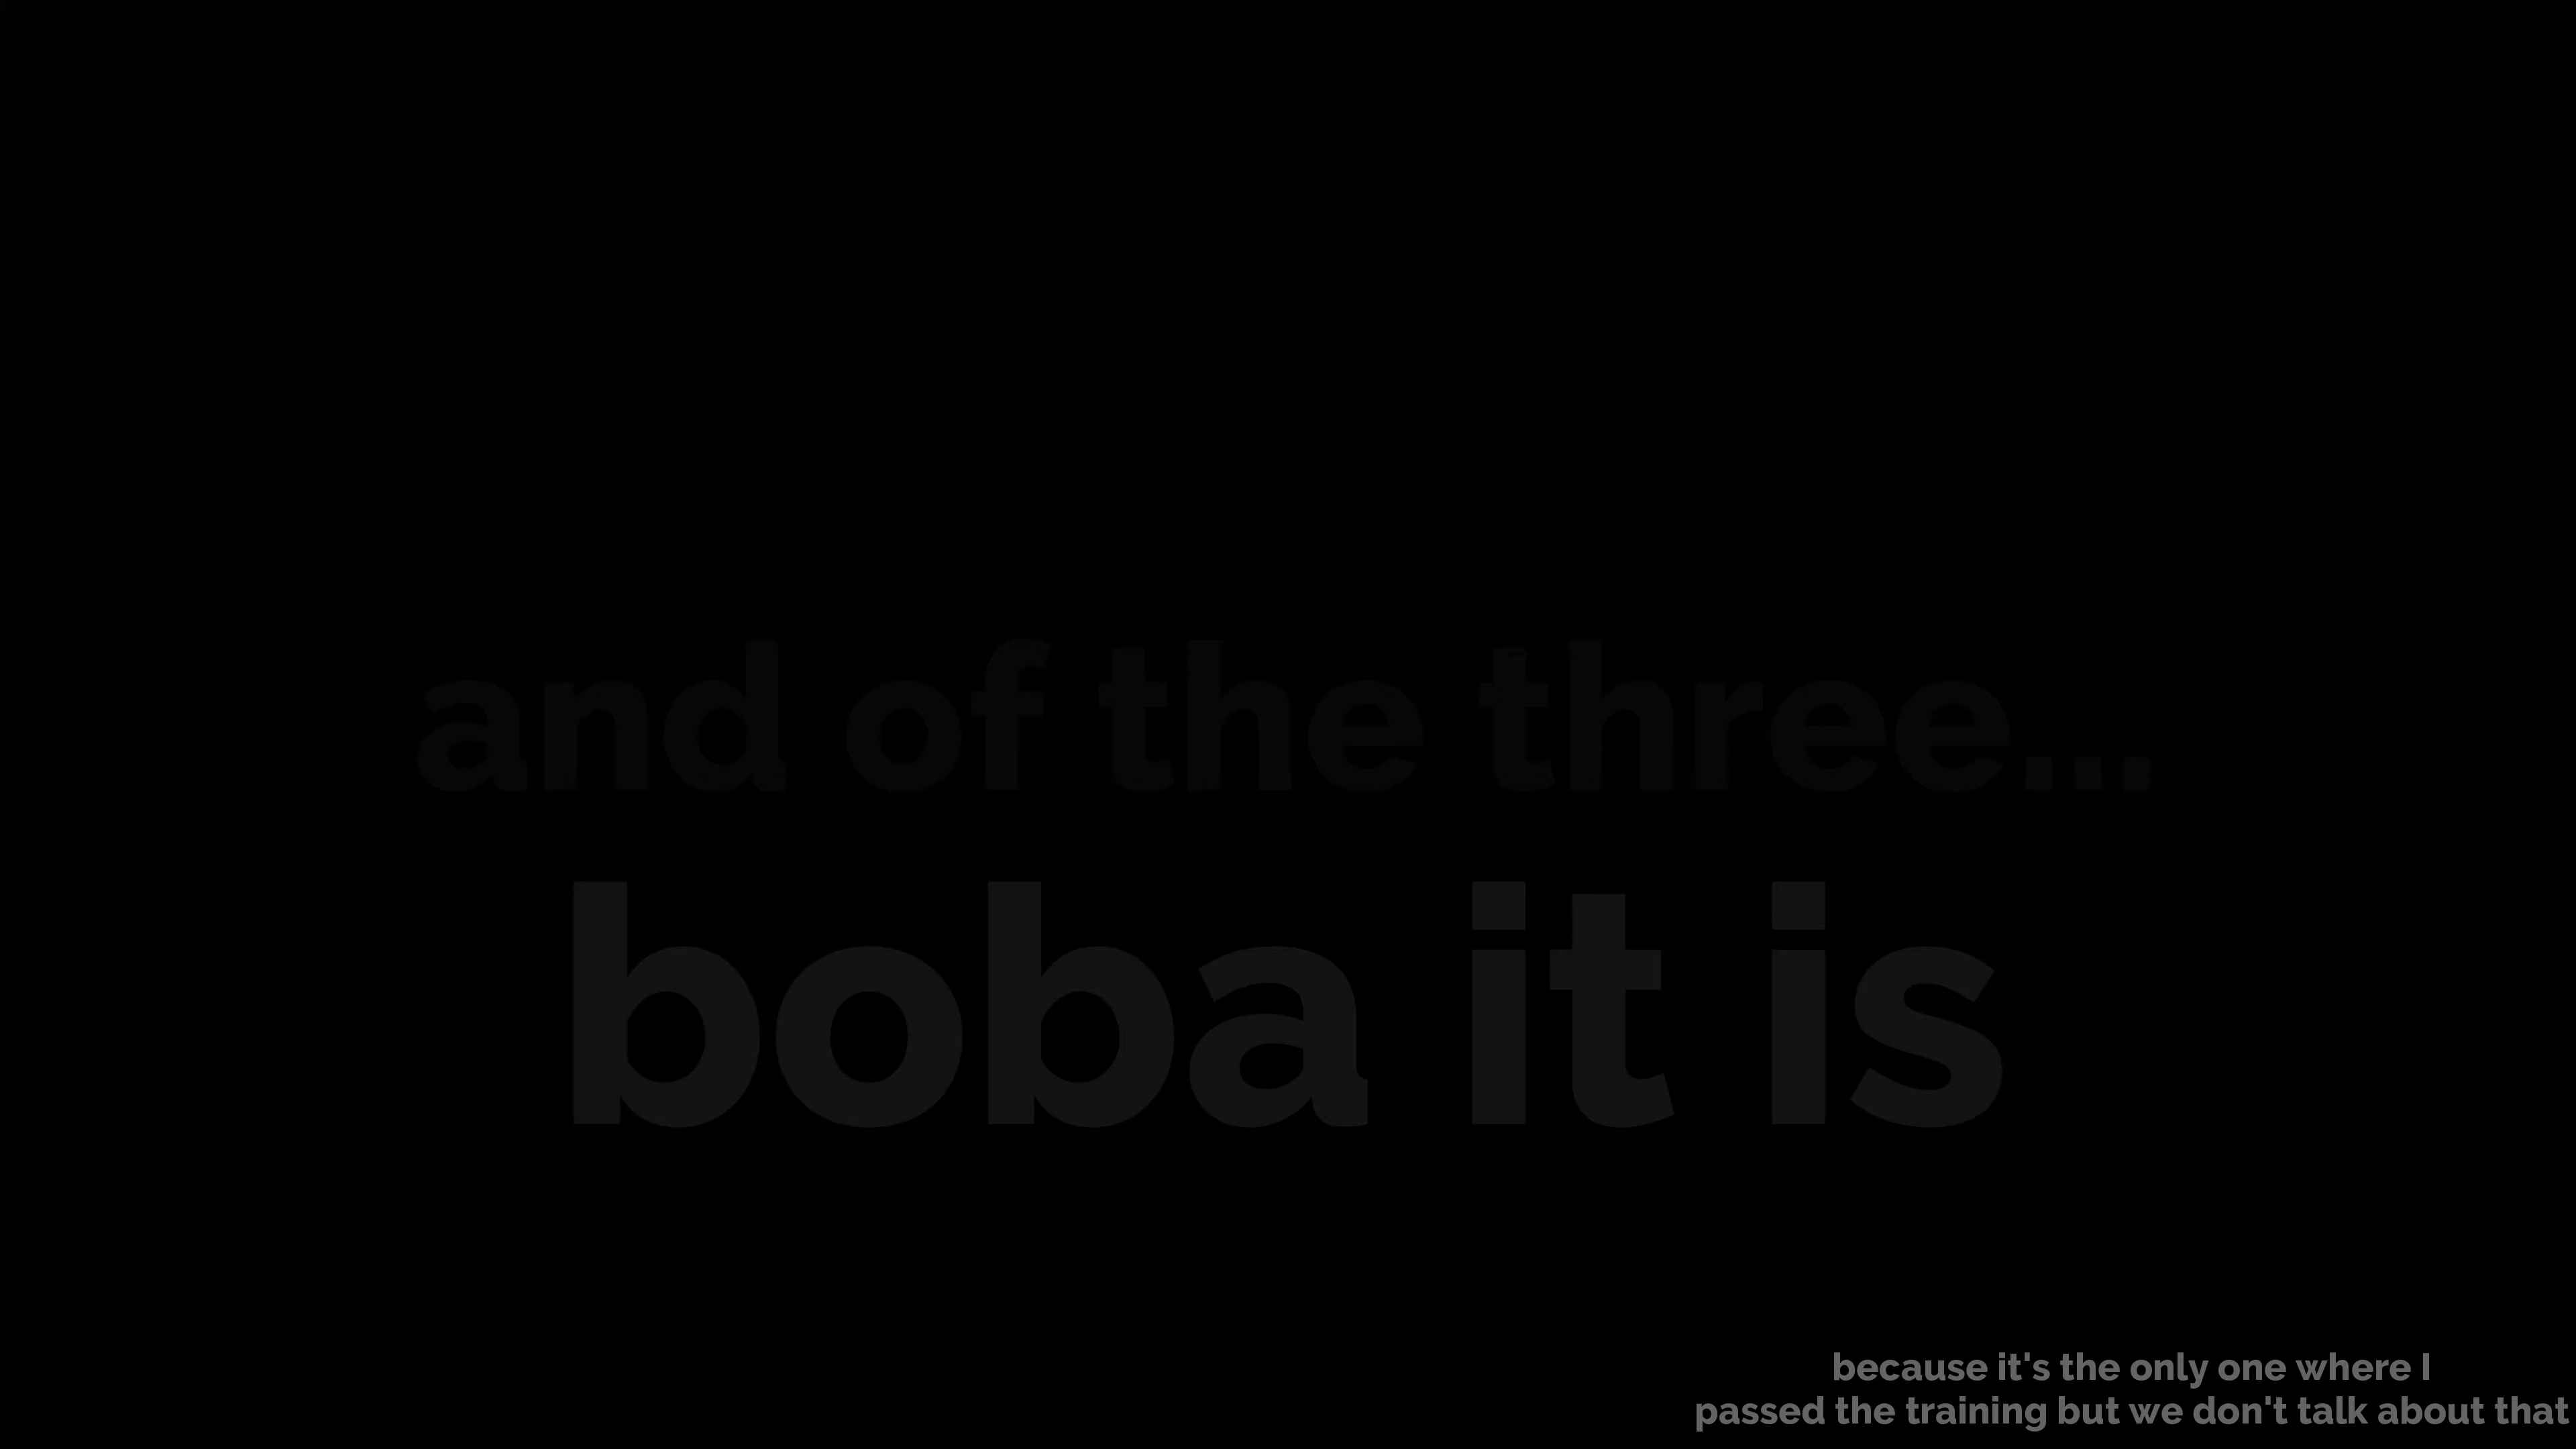 and of the three...
boba it is
because it's the only one where I
passed the training but we don't talk about that